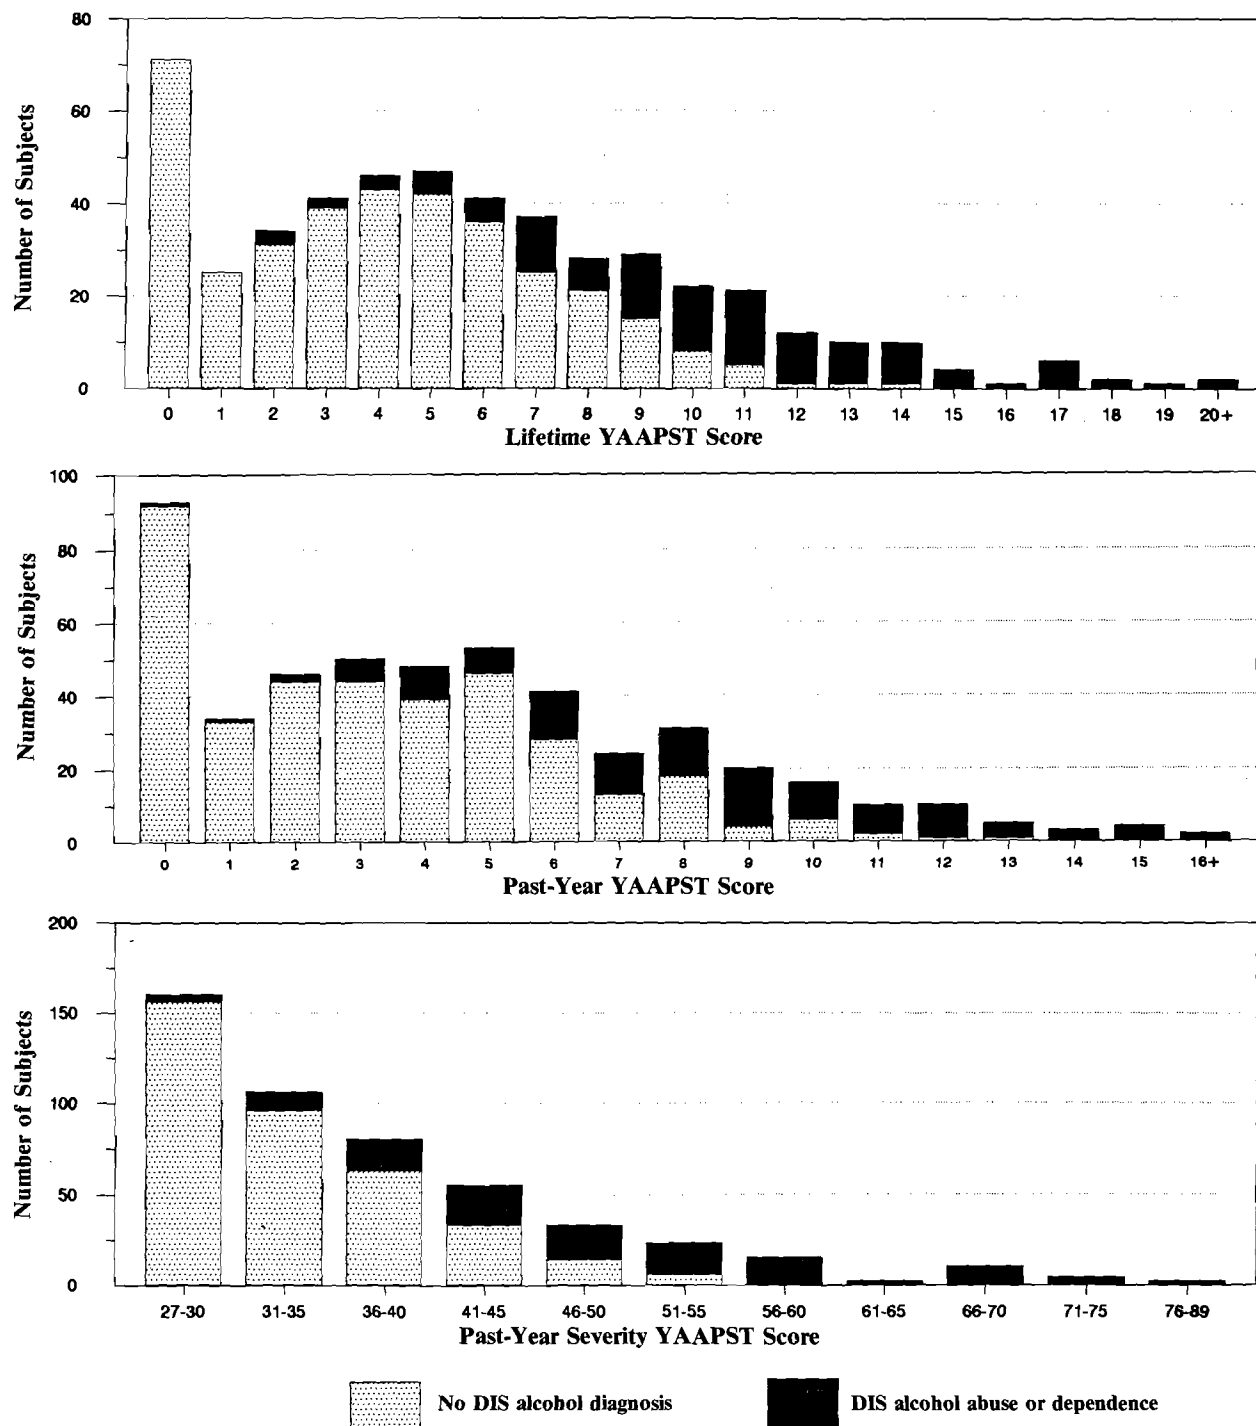 80
60
40
20
0
Number of Subjects
0 1 2 3 4 5 6 7 8 9 10 11 12 13 14 15 16 17 18 19 20+
Lifetime YAAPST Score
100
80
60
40
20
0
Number of Subjects
0 1 2 3 4 5 6 7 8 9 10 11 12 13 14 15 16+
Past-Year YAAPST Score
200
150
100
50
0
Number of Subjects
27-30 31-35 36-40 41-45 46-50 51-55 56-60 61-65 66-70 71-75 76-89
Past-Year Severity YAAPST Score
No DIS alcohol diagnosis DIS alcohol abuse or dependence